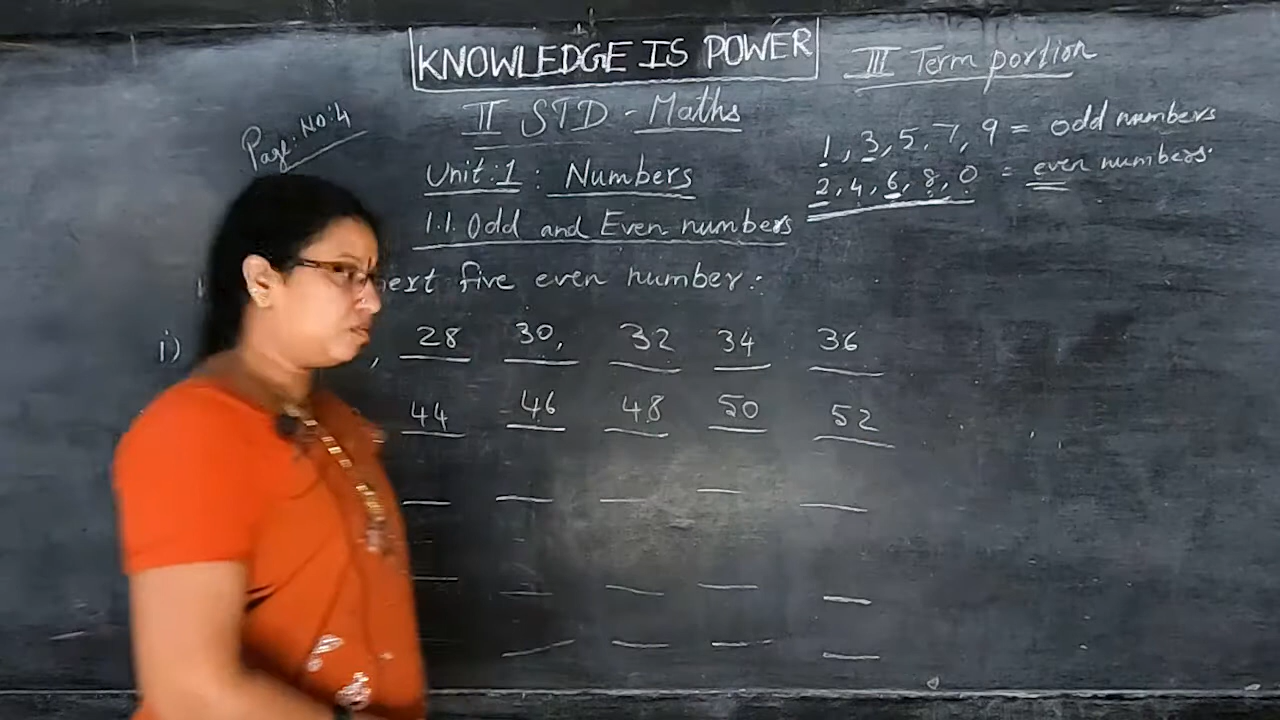 KNOWLEDGE IS POWER
III Term portion
Page: No:4
II STD - Maths
1, 3, 5, 7, 9 = odd numbers
2, 4, 6, 8, 0 = even numbers.
Unit:1 : Numbers
1.1. Odd and Even numbers
five even number:
i) , 28 30, 32 34 36
44 46 48 50 52